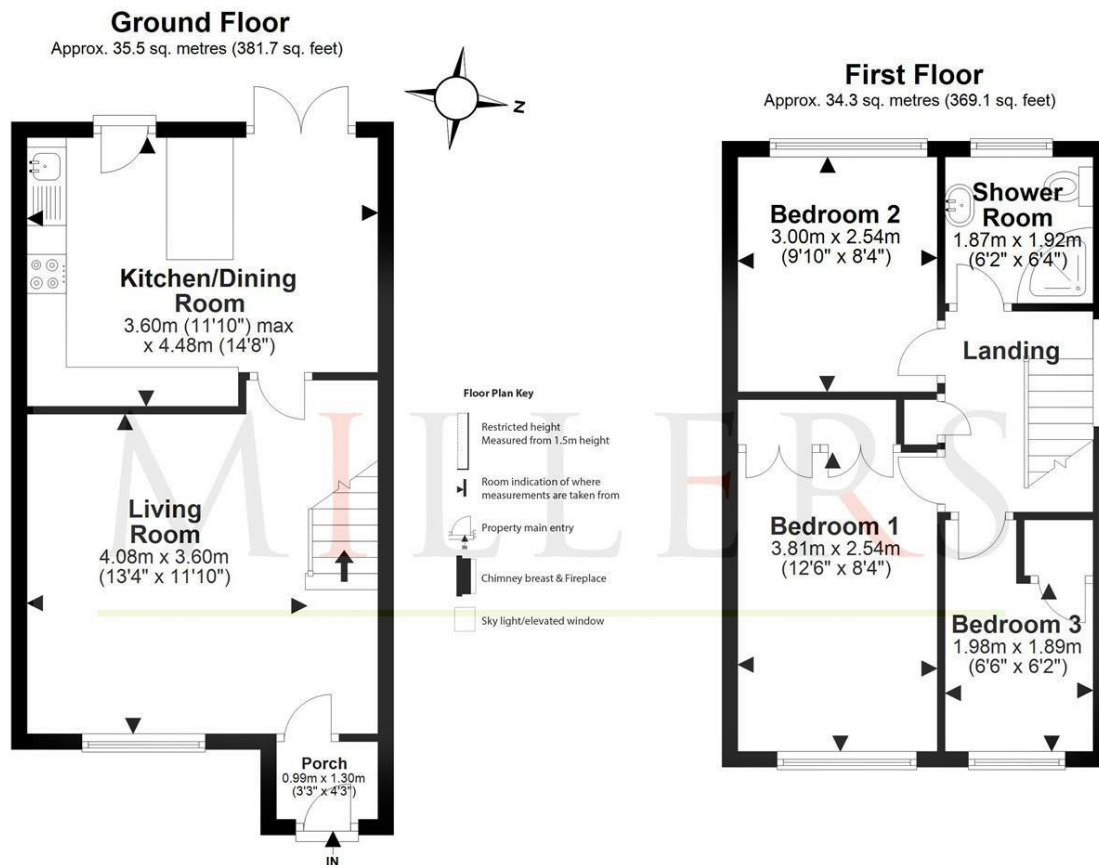 Ground Floor
Approx. 35.5 sq. metres (381.7 sq. feet)
N
Kitchen/Dining
Room
3.60m (11'10") max
x 4.48m (14'8")
Living
Room
4.08m x 3.60m
(13'4" x 11'10")
Porch
0.99m x 1.30m
(3'3" x 4'3")
IN
Floor Plan Key
Restricted height
Measured from 1.5m height
Room indication of where
measurements are taken from
Property main entry
IN
Chimney breast & Fireplace
Sky light/elevated window
First Floor
Approx. 34.3 sq. metres (369.1 sq. feet)
Bedroom 2
3.00m x 2.54m
(9'10" x 8'4")
Shower
Room
1.87m x 1.92m
(6'2" x 6'4")
Landing
Bedroom 1
3.81m x 2.54m
(12'6" x 8'4")
Bedroom 3
1.98m x 1.89m
(6'6" x 6'2")
MILLERS